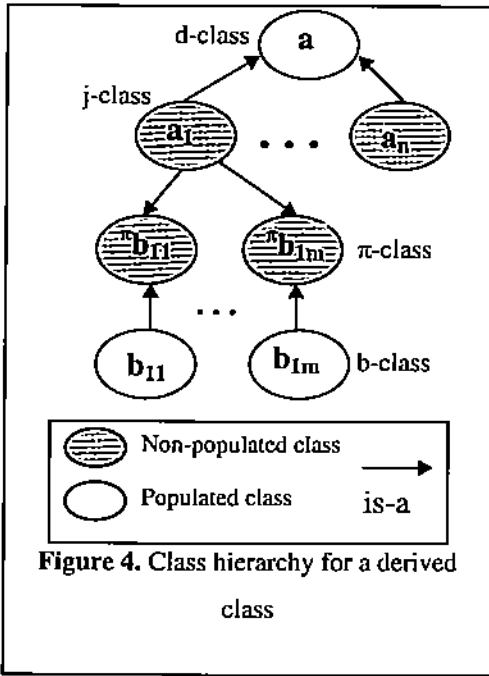 d-class a
j-class
a₁ • • • aₙ
πb₁₁ πb₁ₘ π-class
• • •
b₁₁ b₁ₘ b-class
Non-populated class
Populated class is-a
Figure 4. Class hierarchy for a derived
class